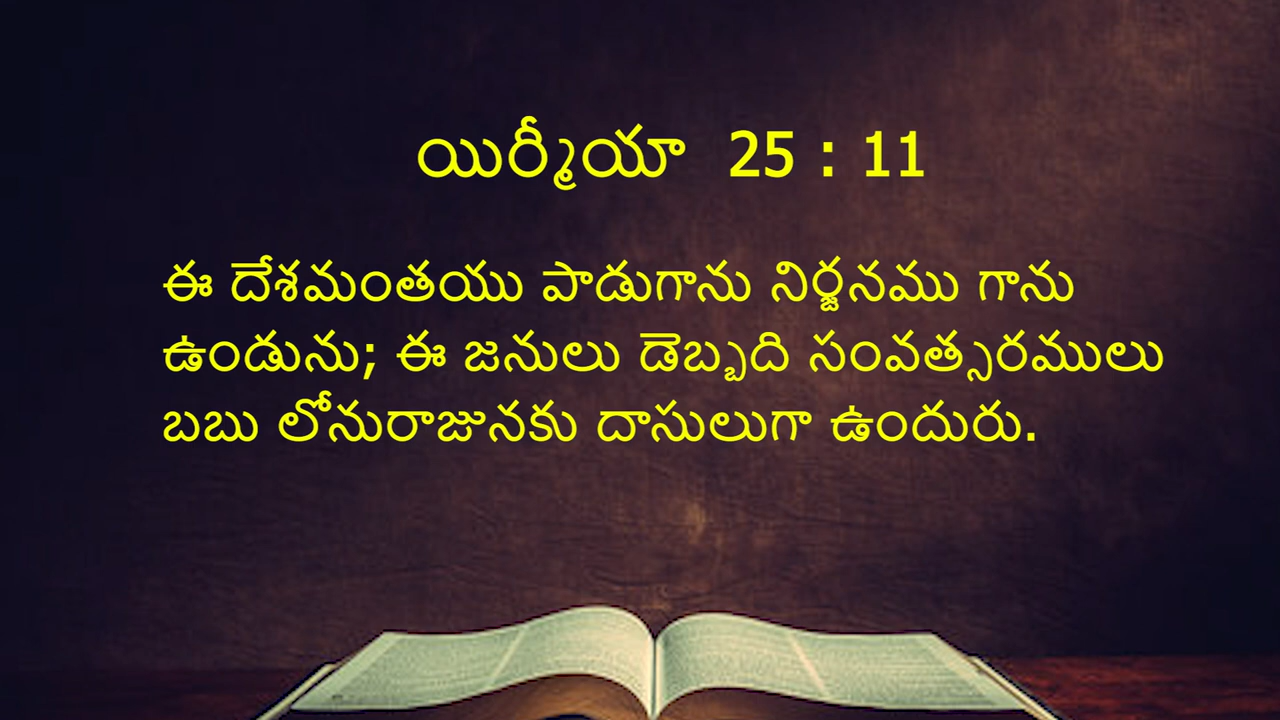 యిర్మీయా 25 : 11
ఈ దేశమంతయు పాడుగాను నిర్జనము గాను
ఉండును; ఈ జనులు డెబ్బది సంవత్సరములు
బబు లోనురాజునకు దాసులుగా ఉందురు.